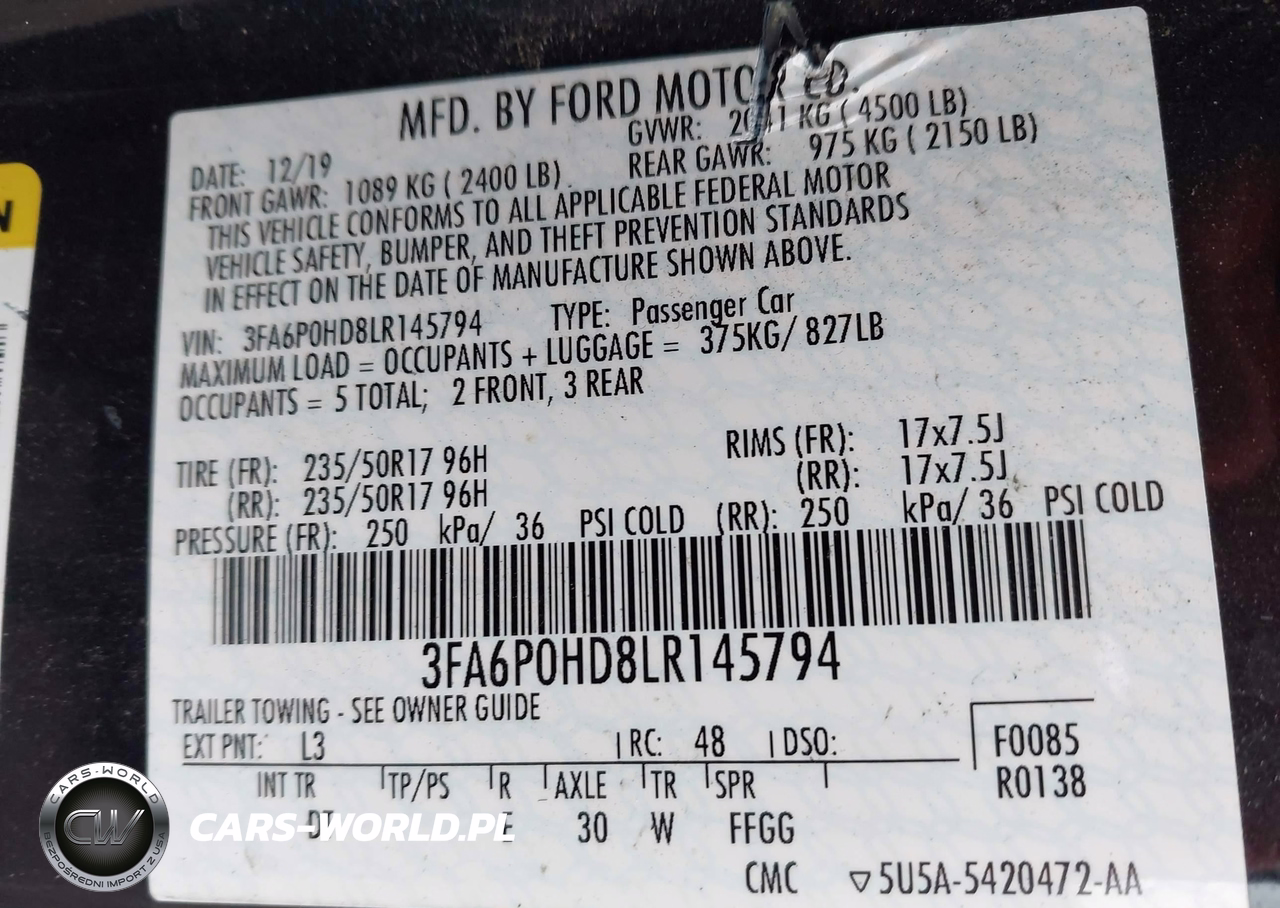 MFD. BY FORD MOTOR CO.
DATE: 12/19 GVWR: KG ( 4500 LB)
FRONT GAWR: 1089 KG ( 2400 LB) REAR GAWR: 975 KG ( 2150 LB)
THIS VEHICLE CONFORMS TO ALL APPLICABLE FEDERAL MOTOR
VEHICLE SAFETY, BUMPER, AND THEFT PREVENTION STANDARDS
IN EFFECT ON THE DATE OF MANUFACTURE SHOWN ABOVE.
VIN: 3FA6P0HD8LR145794 TYPE: Passenger Car
MAXIMUM LOAD = OCCUPANTS + LUGGAGE = 375KG/ 827LB
OCCUPANTS = 5 TOTAL; 2 FRONT, 3 REAR
TIRE (FR): 235/50R17 96H RIMS (FR): 17x7.5J
(RR): 235/50R17 96H (RR): 17x7.5J
PRESSURE (FR): 250 kPa/ 36 PSI COLD (RR): 250 kPa/ 36 PSI COLD
3FA6P0HD8LR145794
TRAILER TOWING - SEE OWNER GUIDE
EXT PNT: L3 RC: 48 DSO: F0085
R0138
INT TR TP/PS R AXLE TR SPR
30 W FFGG
CMC ▽ 5U5A-5420472-AA
N
CARS-WORLD
CW
BEZPOŚREDNI IMPORT Z USA
CARS-WORLD.PL